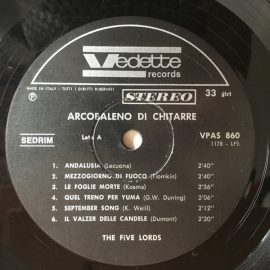 Vedette
records
MADE IN ITALY - TUTTI I DIRITTI RISERVATI
STEREO
33 giri
ARCOBALENO DI CHITARRE
SEDRIM
Lato A
VPAS 860
1178 - LPS
1. ANDALUSIA (Lecuona) 2'40"
2. MEZZOGIORNO DI FUOCO (Tiomkin) 2'40"
3. LE FOGLIE MORTE (Kosma) 2'36"
4. QUEL TRENO PER YUMA (G.W. Duning) 2'06"
5. SEPTEMBER SONG (K. Weill) 2'12"
6. IL VALZER DELLE CANDELE (Dumont) 2'20"
THE FIVE LORDS